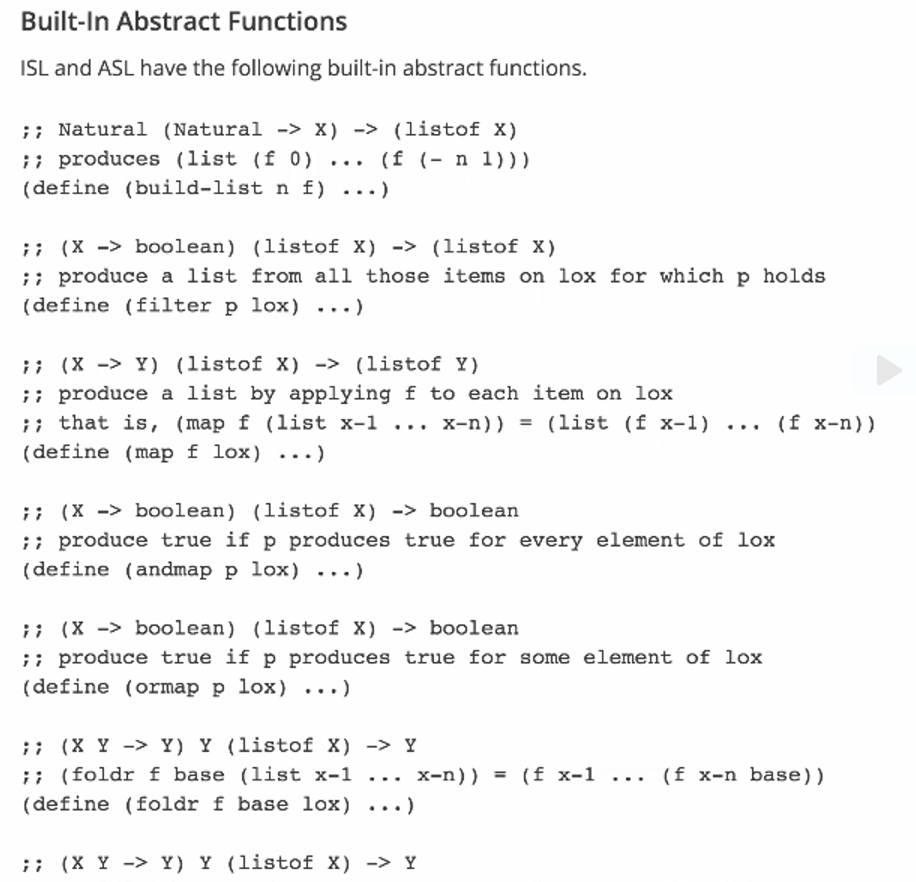 Built-In Abstract Functions
ISL and ASL have the following built-in abstract functions.
;; Natural (Natural -> X) -> (listof X)
;; produces (list (f 0) ... (f (- n 1)))
(define (build-list n f) ...)
;; (X -> boolean) (listof X) -> (listof X)
;; produce a list from all those items on lox for which p holds
(define (filter p lox) ...)
;; (X -> Y) (listof X) -> (listof Y)
;; produce a list by applying f to each item on lox
;; that is, (map f (list x-1 ... x-n)) = (list (f x-1) ... (f x-n))
(define (map f lox) ...)
;; (X -> boolean) (listof X) -> boolean
;; produce true if p produces true for every element of lox
(define (andmap p lox) ...)
;; (X -> boolean) (listof X) -> boolean
;; produce true if p produces true for some element of lox
(define (ormap p lox) ...)
;; (X Y -> Y) Y (listof X) -> Y
;; (foldr f base (list x-1 ... x-n)) = (f x-1 ... (f x-n base))
(define (foldr f base lox) ...)
;; (X Y -> Y) Y (listof X) -> Y